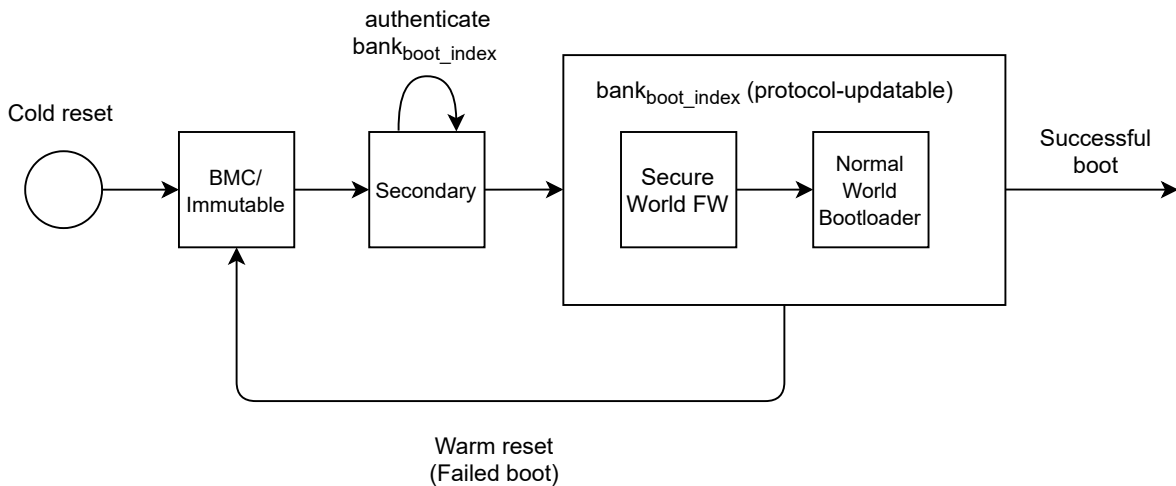 authenticate
bank_boot_index
Cold reset
BMC/
Immutable
Secondary
bank_boot_index (protocol-updatable)
Secure
World FW
Normal
World
Bootloader
Successful
boot
Warm reset
(Failed boot)